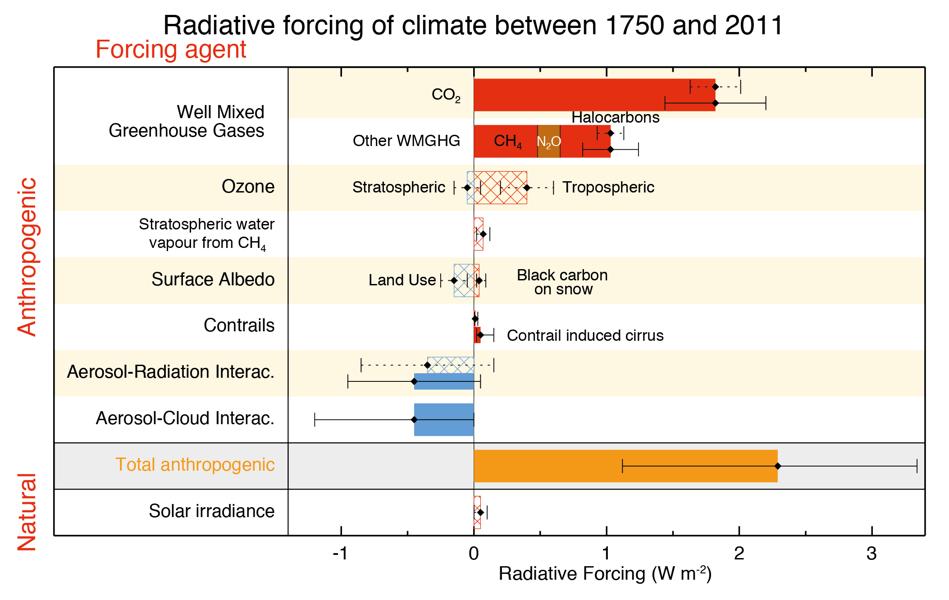 Radiative forcing of climate between 1750 and 2011
Forcing agent
Anthropogenic
Natural
Well Mixed
Greenhouse Gases
CO₂
Other WMGHG
CH₄
N₂O
Halocarbons
Ozone
Stratospheric
Tropospheric
Stratospheric water
vapour from CH₄
Surface Albedo
Land Use
Black carbon
on snow
Contrails
Contrail induced cirrus
Aerosol-Radiation Interac.
Aerosol-Cloud Interac.
Total anthropogenic
Solar irradiance
-1 0 1 2 3
Radiative Forcing (W m⁻²)